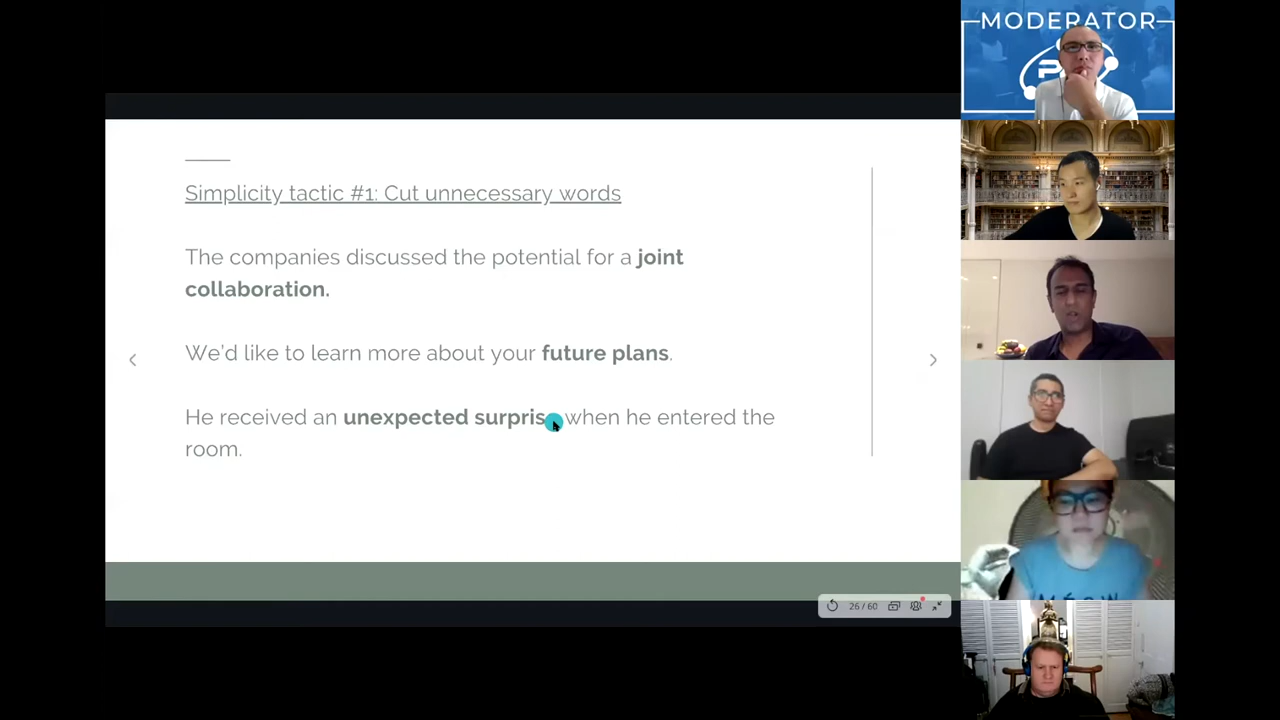 MODERATOR
Simplicity tactic #1: Cut unnecessary words
The companies discussed the potential for a joint
collaboration.
We'd like to learn more about your future plans.
He received an unexpected surpris when he entered the
room.
26 / 60